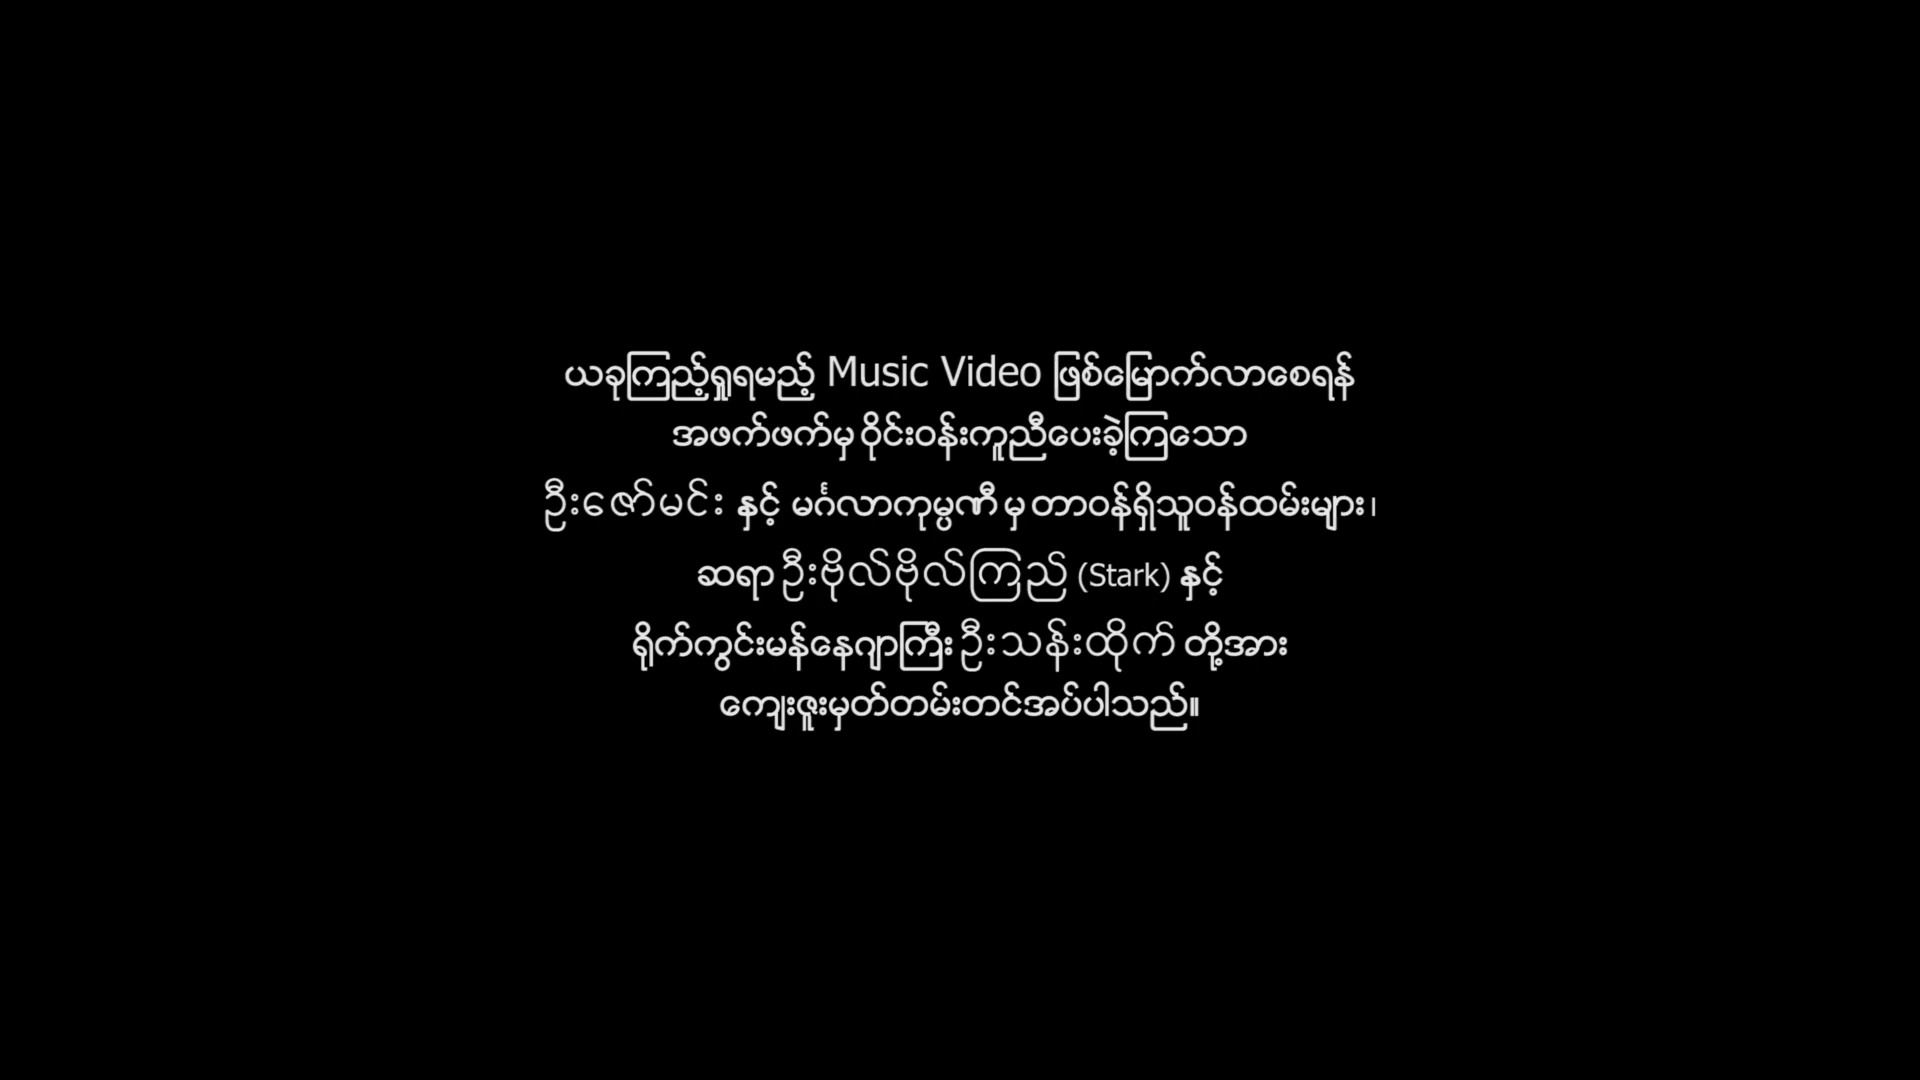 ယခုကြည့်ရှုရမည့် Music Video ဖြစ်မြောက်လာစေရန်
အဖက်ဖက်မှ ဝိုင်းဝန်းကူညီပေးခဲ့ကြသော
ဦးဇော်မင်း နှင့် မင်္ဂလာကုမ္ပဏီ မှ တာဝန်ရှိသူဝန်ထမ်းများ၊
ဆရာ ဦးဗိုလ်ဗိုလ်ကြည် (Stark) နှင့်
ရိုက်ကွင်းမန်နေဂျာကြီး ဦးသန်းထိုက် တို့အား
ကျေးဇူးမှတ်တမ်းတင်အပ်ပါသည်။